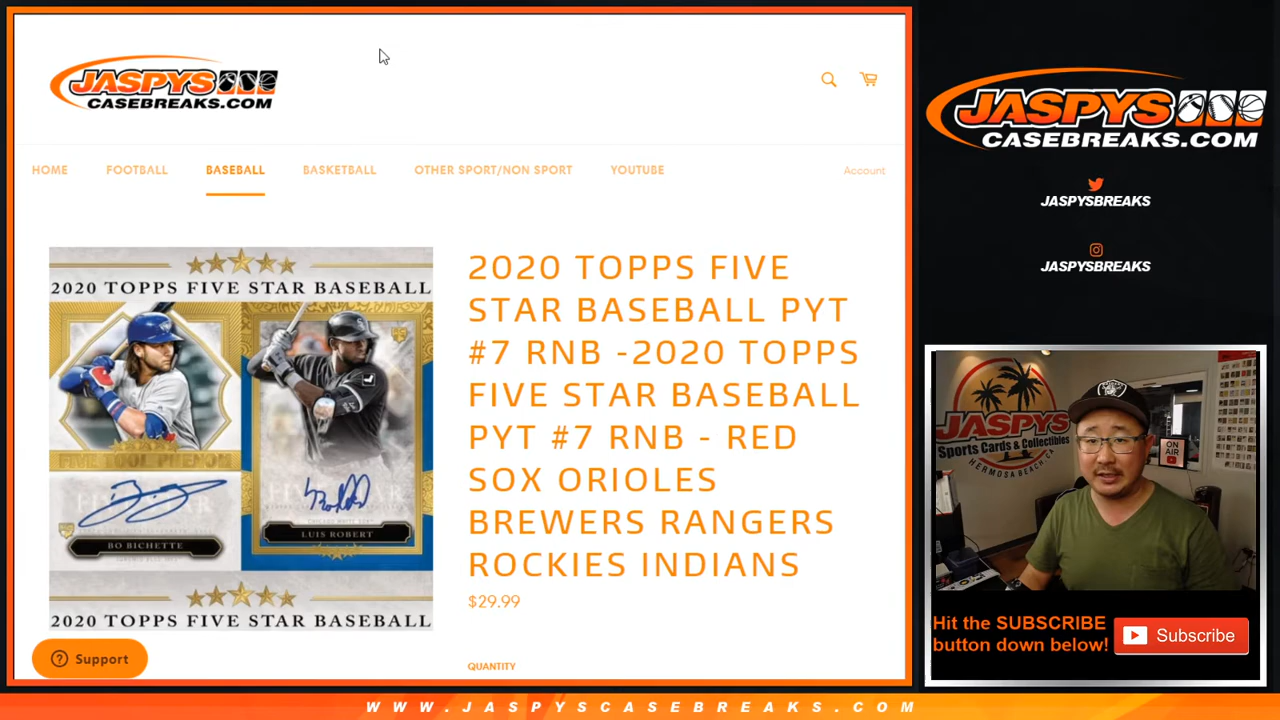 JASPYS
CASEBREAKS.COM
HOME
FOOTBALL
BASEBALL
BASKETBALL
OTHER SPORT/NON SPORT
YOUTUBE
Account
2020 TOPPS FIVE STAR BASEBALL
FIVE TOOL PHENOM
BO BICHETTE
LUIS ROBERT
2020 TOPPS FIVE STAR BASEBALL
2020 TOPPS FIVE
STAR BASEBALL PYT
#7 RNB -2020 TOPPS
FIVE STAR BASEBALL
PYT #7 RNB - RED
SOX ORIOLES
BREWERS RANGERS
ROCKIES INDIANS
$29.99
QUANTITY
Support
JASPYS
CASEBREAKS.COM
JASPYSBREAKS
JASPYSBREAKS
JASPYS
Sports Cards & Collectibles
HERMOSA BEACH, CA
ON
AIR
Hit the SUBSCRIBE
button down below!
Subscribe
WWW.JASPYSCASEBREAKS.COM